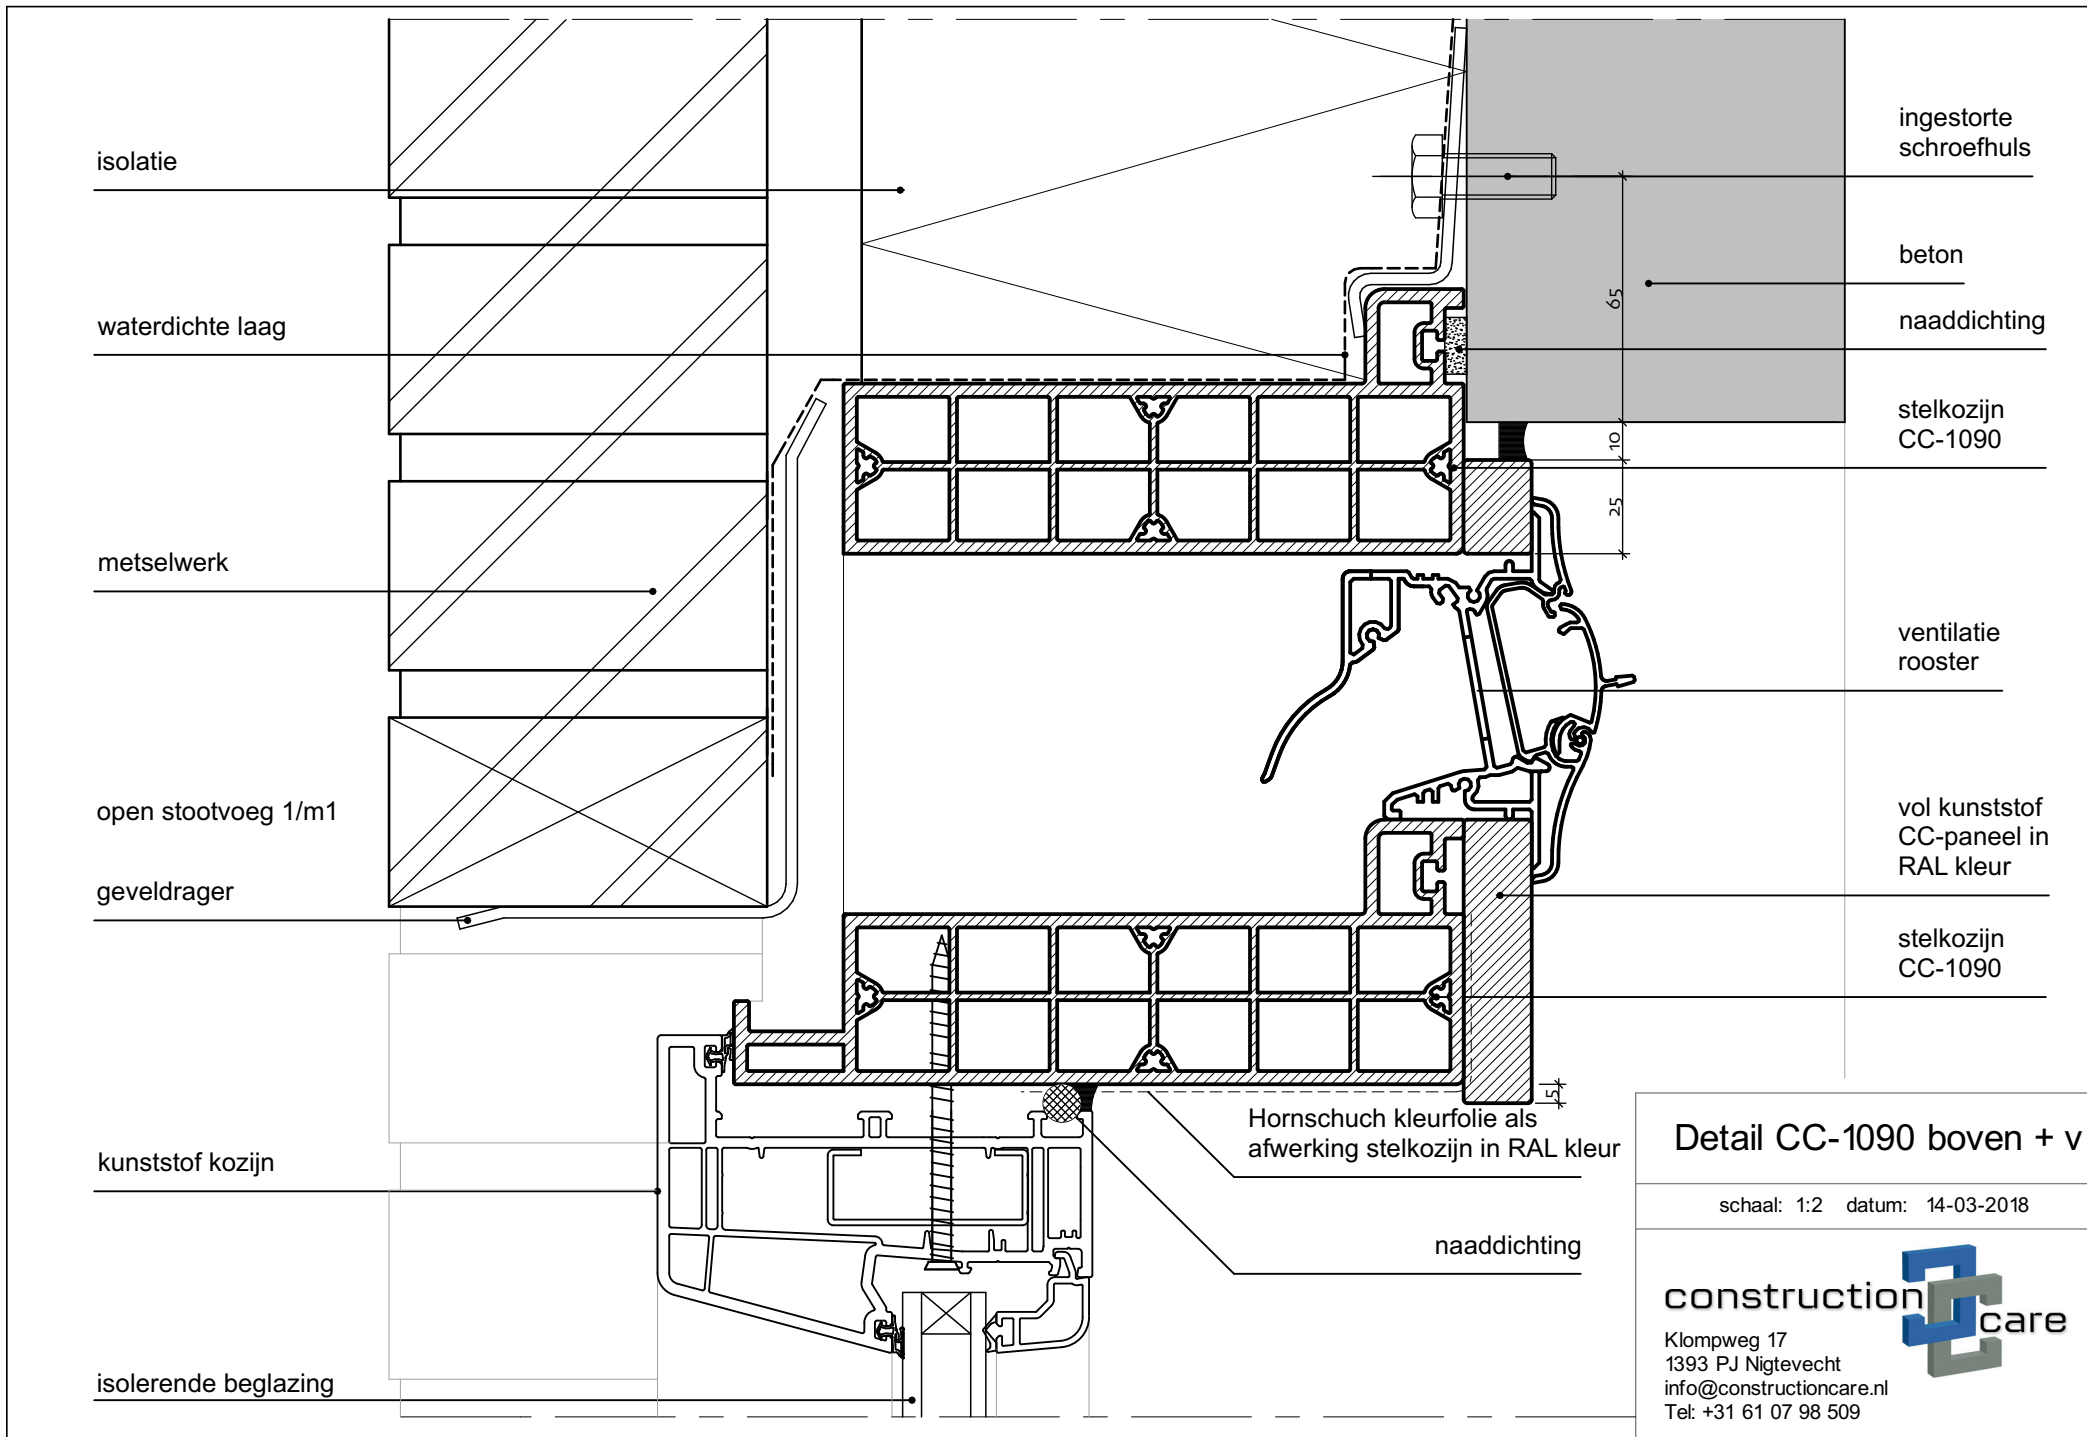 isolatie
waterdichte laag
metselwerk
open stootvoeg 1/m1
geveldrager
kunststof kozijn
isolerende beglazing
ingestorte
schroefhuls
beton
naaddichting
stelkozijn
CC-1090
ventilatie
rooster
vol kunststof
CC-paneel in
RAL kleur
stelkozijn
CC-1090
65
10
25
5
Hornschuch kleurfolie als
afwerking stelkozijn in RAL kleur
naaddichting
Detail CC-1090 boven + v
schaal: 1:2 datum: 14-03-2018
construction
care
Klompweg 17
1393 PJ Nigtevecht
info@constructioncare.nl
Tel: +31 61 07 98 509